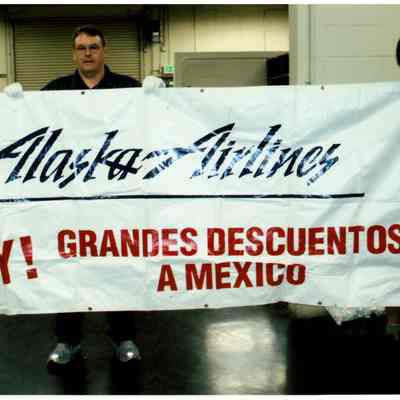 Alaska Airlines
Y! GRANDES DESCUENTOS
A MEXICO